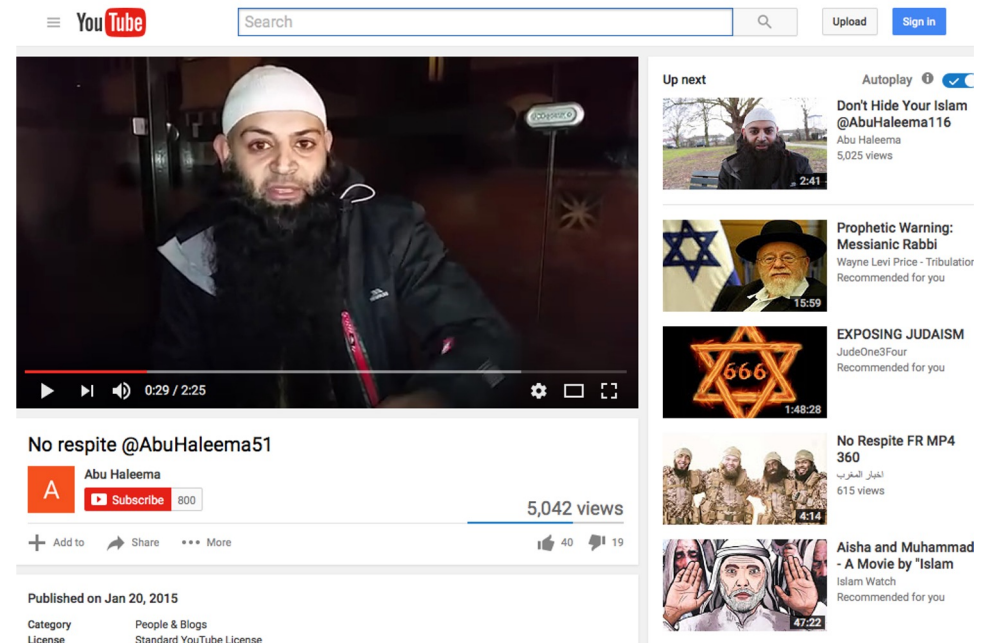 YouTube
Search
Upload
Sign in
0:29 / 2:25
No respite @AbuHaleema51
A
Abu Haleema
Subscribe 800
5,042 views
Add to
Share
More
40
19
Published on Jan 20, 2015
Category People & Blogs
License Standard YouTube License
Up next
Autoplay
2:41
Don't Hide Your Islam
@AbuHaleema116
Abu Haleema
5,025 views
15:59
Prophetic Warning:
Messianic Rabbi
Wayne Levi Price - Tribulation
Recommended for you
666
1:48:28
EXPOSING JUDAISM
JudeOne3Four
Recommended for you
4:14
No Respite FR MP4
360
اخبار المغرب
615 views
47:22
Aisha and Muhammad
- A Movie by "Islam
Islam Watch
Recommended for you